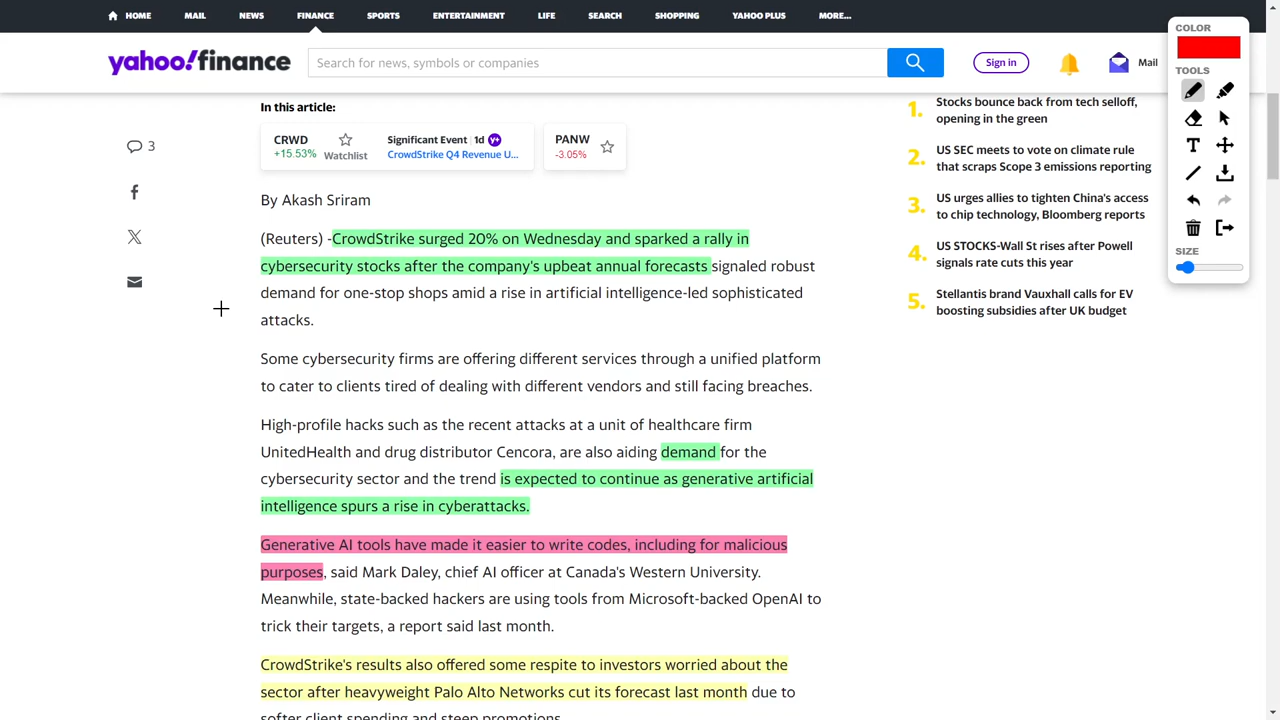 HOME MAIL NEWS FINANCE SPORTS ENTERTAINMENT LIFE SEARCH SHOPPING YAHOO PLUS MORE...
yahoo!finance
Search for news, symbols or companies
Sign in
Mail
COLOR
TOOLS
T
SIZE
In this article:
CRWD
+15.53%
Watchlist
Significant Event 1d Y+
CrowdStrike Q4 Revenue U...
PANW
-3.05%
3
By Akash Sriram
(Reuters) -CrowdStrike surged 20% on Wednesday and sparked a rally in
cybersecurity stocks after the company's upbeat annual forecasts signaled robust
demand for one-stop shops amid a rise in artificial intelligence-led sophisticated
attacks.
Some cybersecurity firms are offering different services through a unified platform
to cater to clients tired of dealing with different vendors and still facing breaches.
High-profile hacks such as the recent attacks at a unit of healthcare firm
UnitedHealth and drug distributor Cencora, are also aiding demand for the
cybersecurity sector and the trend is expected to continue as generative artificial
intelligence spurs a rise in cyberattacks.
Generative AI tools have made it easier to write codes, including for malicious
purposes, said Mark Daley, chief AI officer at Canada's Western University.
Meanwhile, state-backed hackers are using tools from Microsoft-backed OpenAI to
trick their targets, a report said last month.
CrowdStrike's results also offered some respite to investors worried about the
sector after heavyweight Palo Alto Networks cut its forecast last month due to
softer client spending and steep promotions.
1. Stocks bounce back from tech selloff,
opening in the green
2. US SEC meets to vote on climate rule
that scraps Scope 3 emissions reporting
3. US urges allies to tighten China's access
to chip technology, Bloomberg reports
4. US STOCKS-Wall St rises after Powell
signals rate cuts this year
5. Stellantis brand Vauxhall calls for EV
boosting subsidies after UK budget